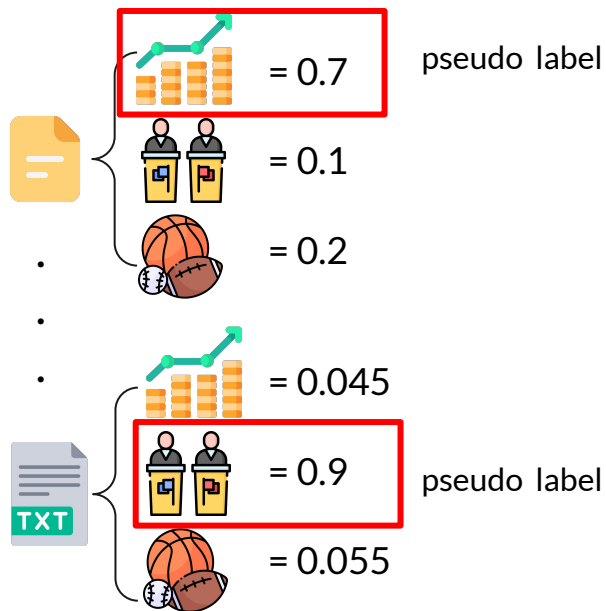 = 0.7
pseudo label
= 0.1
= 0.2
= 0.045
= 0.9
pseudo label
TXT
= 0.055